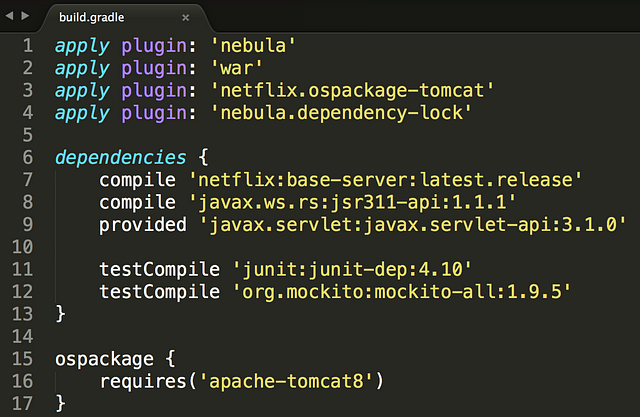 build.gradle
1 apply plugin: 'nebula'
2 apply plugin: 'war'
3 apply plugin: 'netflix.ospackage-tomcat'
4 apply plugin: 'nebula.dependency-lock'
5
6 dependencies {
7     compile 'netflix:base-server:latest.release'
8     compile 'javax.ws.rs:jsr311-api:1.1.1'
9     provided 'javax.servlet:javax.servlet-api:3.1.0'
10
11     testCompile 'junit:junit-dep:4.10'
12     testCompile 'org.mockito:mockito-all:1.9.5'
13 }
14
15 ospackage {
16     requires('apache-tomcat8')
17 }